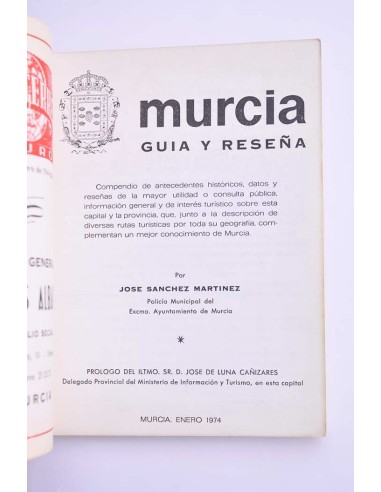 murcia
GUIA Y RESEÑA
Compendio de antecedentes históricos, datos y
reseñas de la mayor utilidad o consulta pública,
información general y de interés turístico sobre esta
capital y la provincia, que, junto a la descripción de
diversas rutas turísticas por toda su geografía, com-
plementan un mejor conocimiento de Murcia.
Por
JOSE SANCHEZ MARTINEZ
Policía Municipal del
Excmo. Ayuntamiento de Murcia
*
PROLOGO DEL ILTMO. SR. D. JOSE DE LUNA CAÑIZARES
Delegado Provincial del Ministerio de Información y Turismo, en esta capital
MURCIA, ENERO 1974